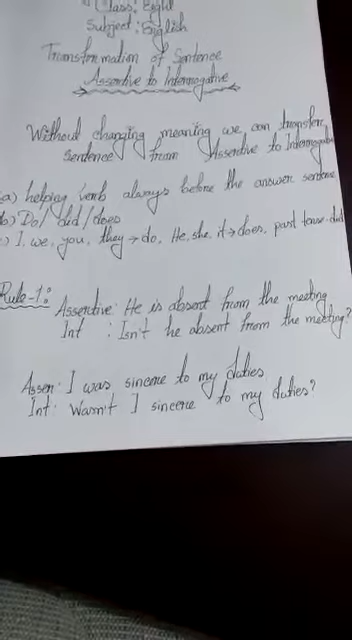 Class: Eight
Subject: English
Transformation of Sentence
Assertive to Interrogative
Without changing meaning we can transfer
Sentence from Assertive to Interrogative
a) helping verb always before the answer sentence
b) Do/ did/does
c) I, we, you, they → do, He, she, it → does, past tense - did
Rule-1:
Assertive: He is absent from the meeting
Int : Isn't he absent from the meeting?
Asser: I was sincere to my duties
Int: Wasn't I sincere to my duties?